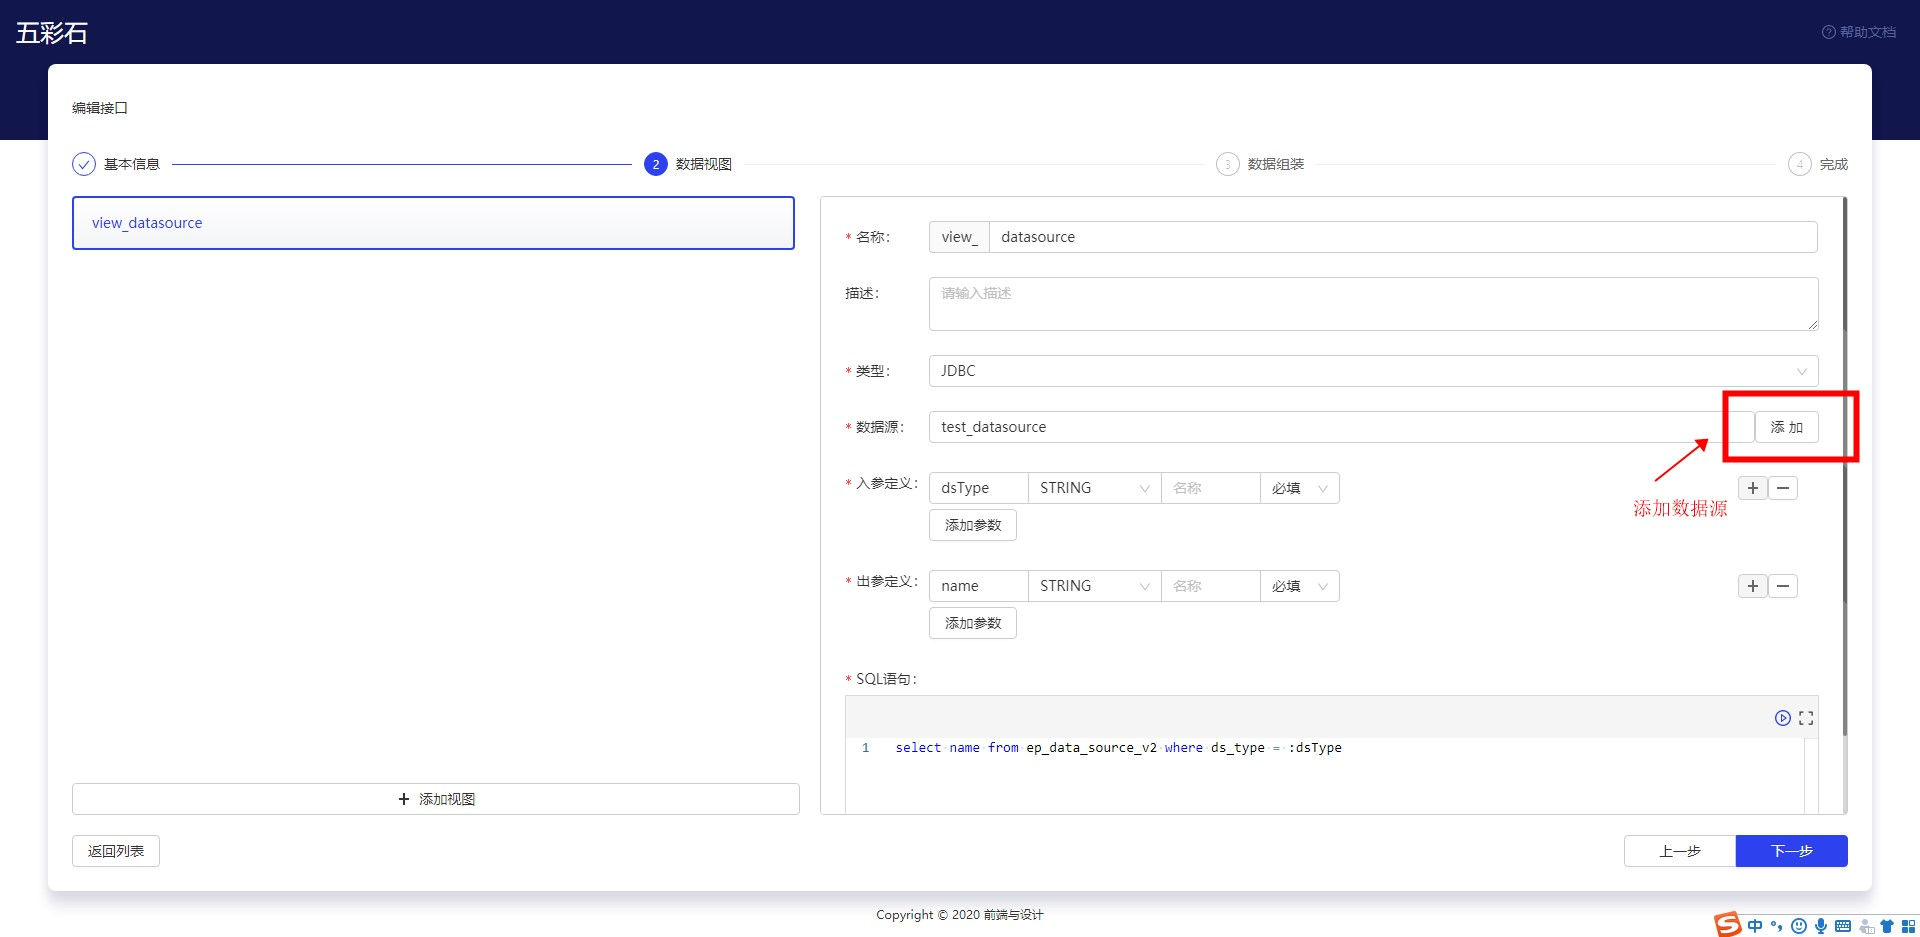 五彩石
帮助文档
编辑接口
基本信息
2 数据视图
3 数据组装
4 完成
view_datasource
* 名称: view_ datasource
描述: 请输入描述
* 类型: JDBC
* 数据源: test_datasource 添 加
* 入参定义: dsType STRING 名称 必填
添加数据源
添加参数
* 出参定义: name STRING 名称 必填
添加参数
* SQL语句:
1 select name from ep_data_source_v2 where ds_type = :dsType
添加视图
返回列表
上一步
下一步
Copyright © 2020 前端与设计
S 中